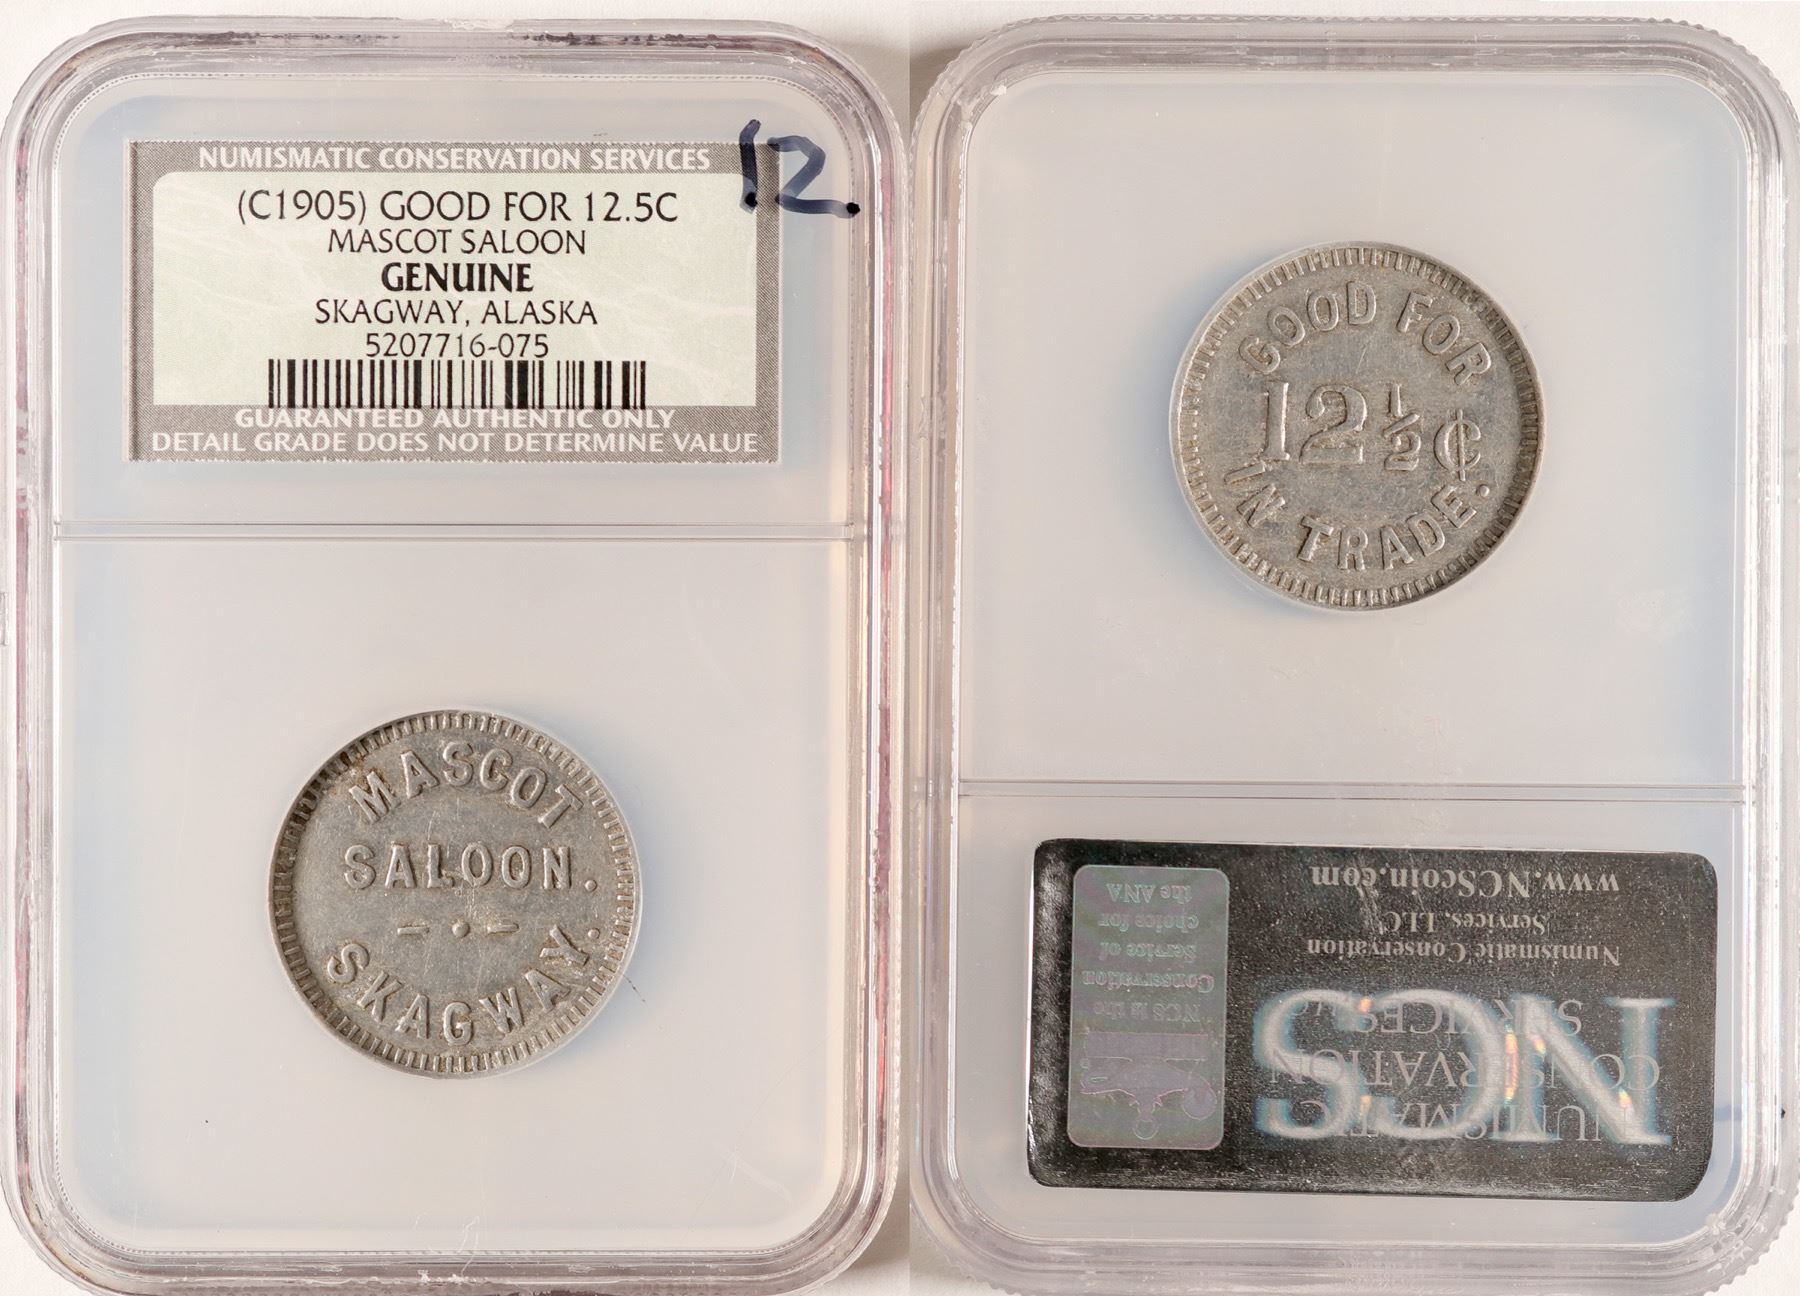 NUMISMATIC CONSERVATION SERVICES
(C1905) GOOD FOR 12.5C
MASCOT SALOON
GENUINE
SKAGWAY, ALASKA
5207716-075
GUARANTEED AUTHENTIC ONLY
DETAIL GRADE DOES NOT DETERMINE VALUE
12.
MASCOT
SALOON.
SKAGWAY.
GOOD FOR
12½¢
IN TRADE.
NCS is the
Conservation
Service of
choice for
the ANA
www.NCScoin.com
Numismatic Conservation
Services, LLC
NCS
NUMISMATIC
CONSERVATION
SERVICES